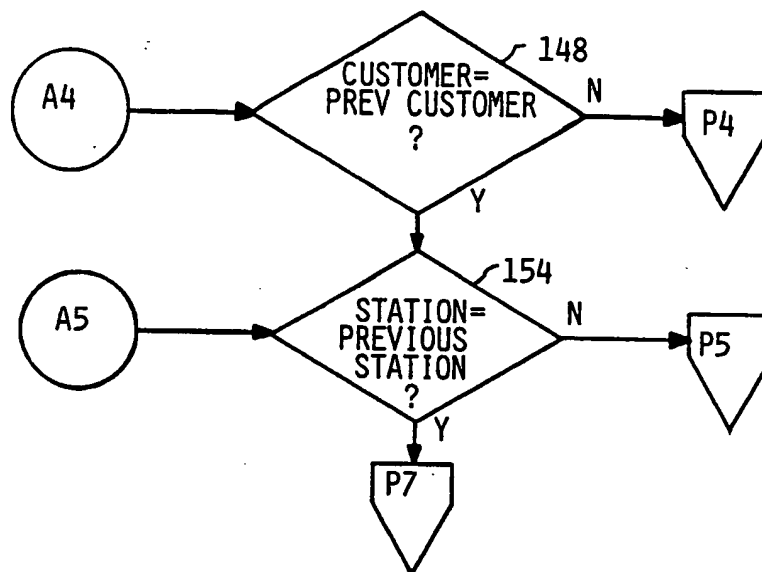 148
A4
CUSTOMER=
PREV CUSTOMER
?
N
P4
Y
154
A5
STATION=
PREVIOUS
STATION
?
N
P5
Y
P7